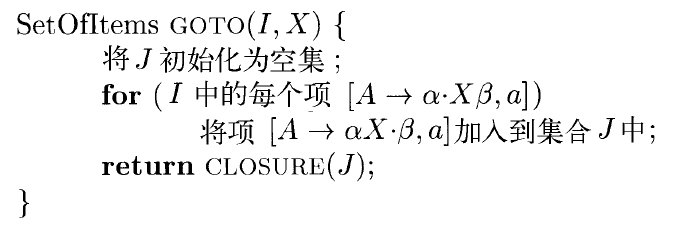 SetOfItems GOTO(I, X) {
将 J 初始化为空集 ;
for ( I 中的每个项 [A → α·Xβ, a])
将项 [A → αX·β, a]加入到集合 J 中;
return CLOSURE(J);
}